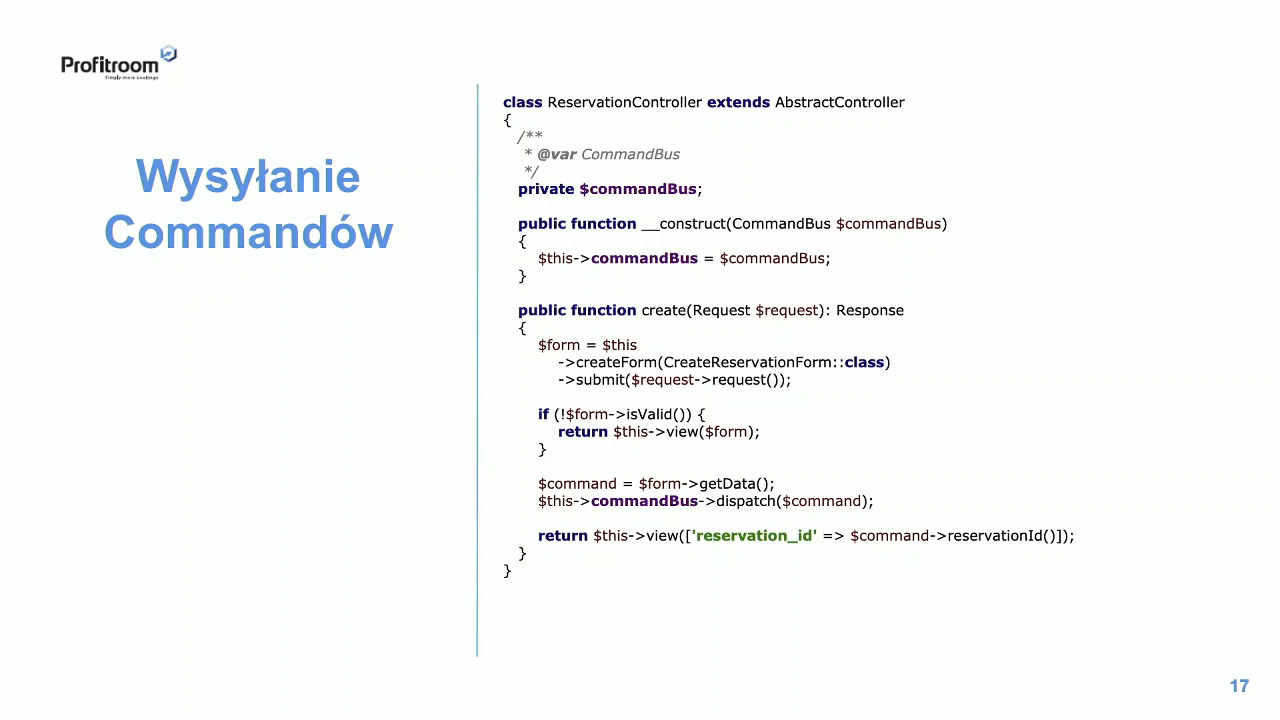 Profitroom
Simply more bookings
Wysyłanie
Commandów
class ReservationController extends AbstractController
{
/**
* @var CommandBus
*/
private $commandBus;
public function __construct(CommandBus $commandBus)
{
$this->commandBus = $commandBus;
}
public function create(Request $request): Response
{
$form = $this
->createForm(CreateReservationForm::class)
->submit($request->request());
if (!$form->isValid()) {
return $this->view($form);
}
$command = $form->getData();
$this->commandBus->dispatch($command);
return $this->view(['reservation_id' => $command->reservationId()]);
}
}
17